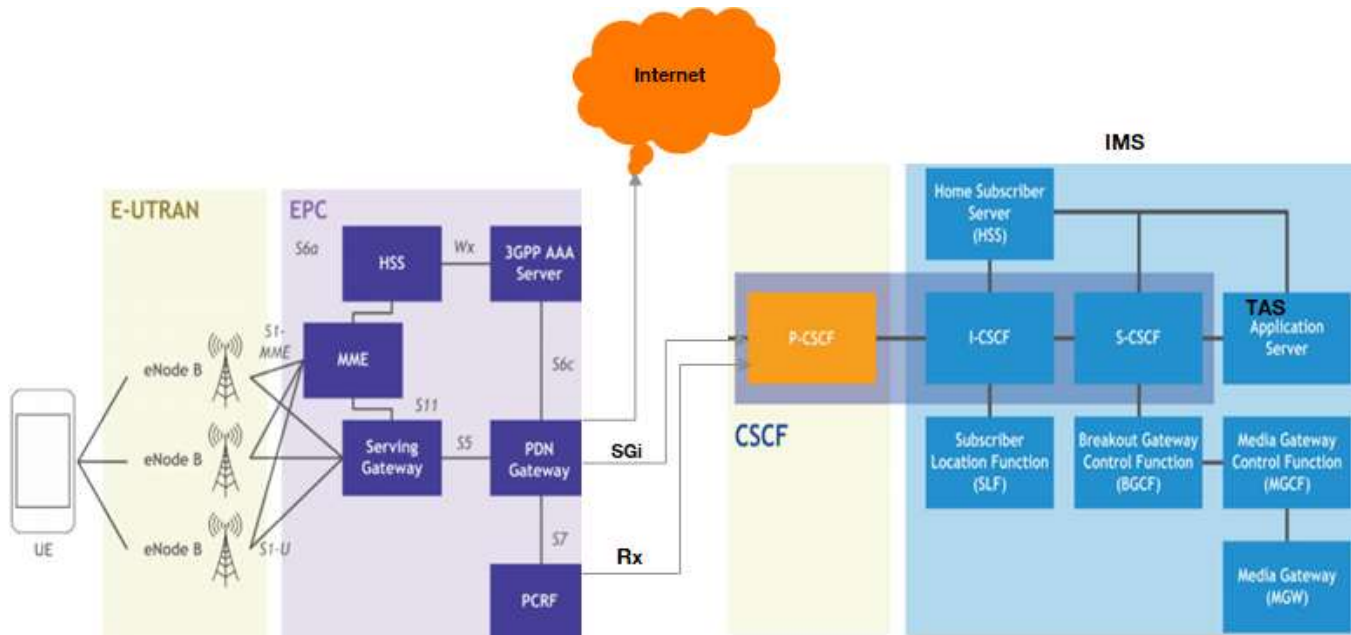 Internet
IMS
E-UTRAN
EPC
S6a
HSS
Wx
3GPP AAA
Server
Home Subscriber
Server
(HSS)
S1-
MME
MME
S6c
eNode B
P-CSCF
I-CSCF
S-CSCF
TAS
Application
Server
S11
CSCF
eNode B
Serving
Gateway
S5
PDN
Gateway
SGi
Subscriber
Location Function
(SLF)
Breakout Gateway
Control Function
(BGCF)
Media Gateway
Control Function
(MGCF)
UE
eNode B
S1-U
S7
Rx
PCRF
Media Gateway
(MGW)